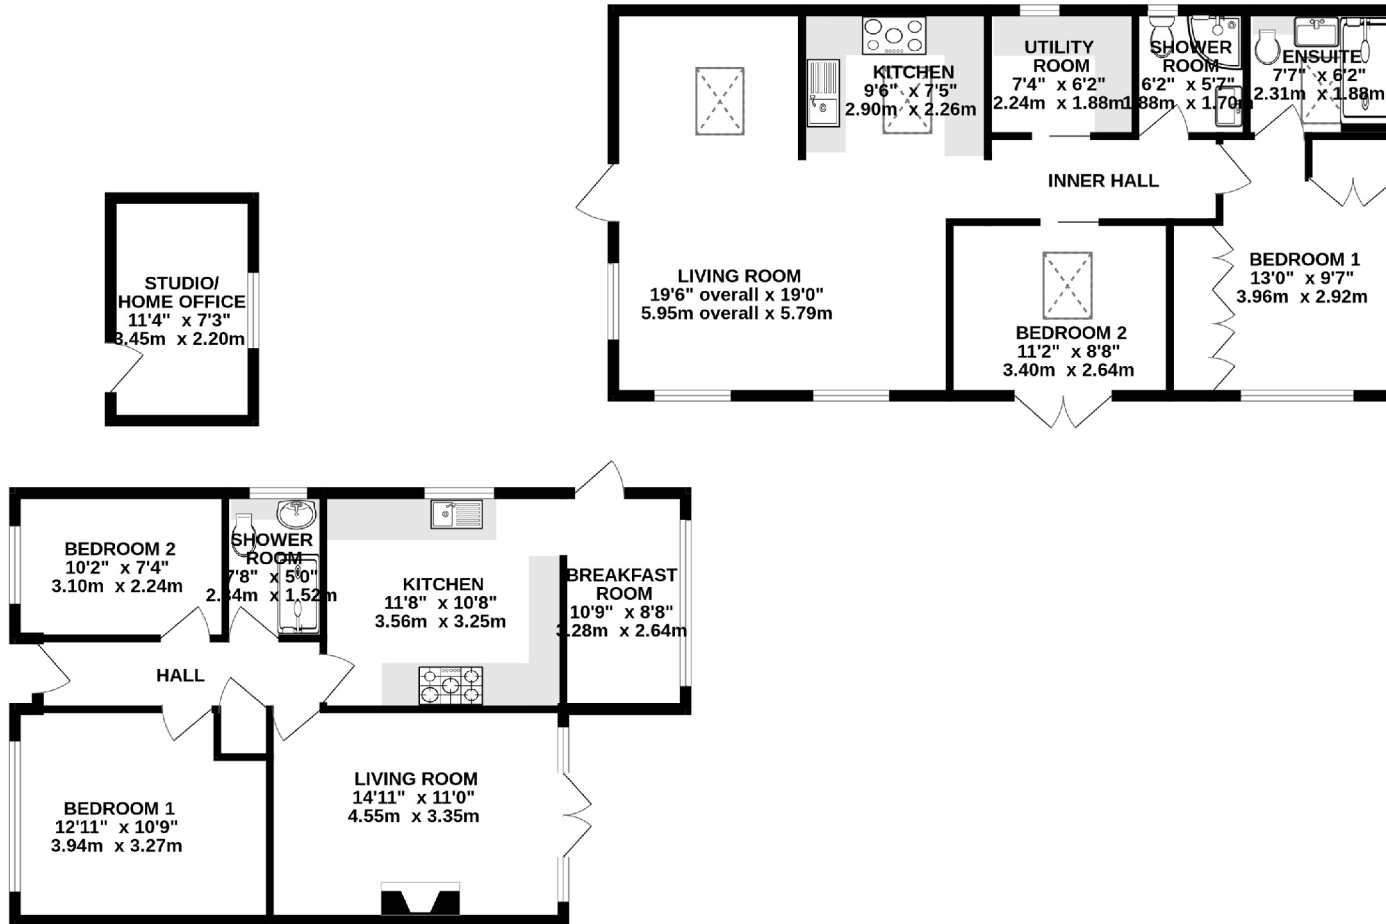 UTILITY
ROOM
7'4" x 6'2"
2.24m x 1.88m
SHOWER
ROOM
6'2" x 5'7"
1.88m x 1.70m
ENSUITE
7'7" x 6'2"
2.31m x 1.88m
KITCHEN
9'6" x 7'5"
2.90m x 2.26m
INNER HALL
LIVING ROOM
19'6" overall x 19'0"
5.95m overall x 5.79m
BEDROOM 1
13'0" x 9'7"
3.96m x 2.92m
BEDROOM 2
11'2" x 8'8"
3.40m x 2.64m
STUDIO/
HOME OFFICE
11'4" x 7'3"
3.45m x 2.20m
BEDROOM 2
10'2" x 7'4"
3.10m x 2.24m
SHOWER
ROOM
7'8" x 5'0"
2.34m x 1.52m
KITCHEN
11'8" x 10'8"
3.56m x 3.25m
BREAKFAST
ROOM
10'9" x 8'8"
3.28m x 2.64m
HALL
BEDROOM 1
12'11" x 10'9"
3.94m x 3.27m
LIVING ROOM
14'11" x 11'0"
4.55m x 3.35m